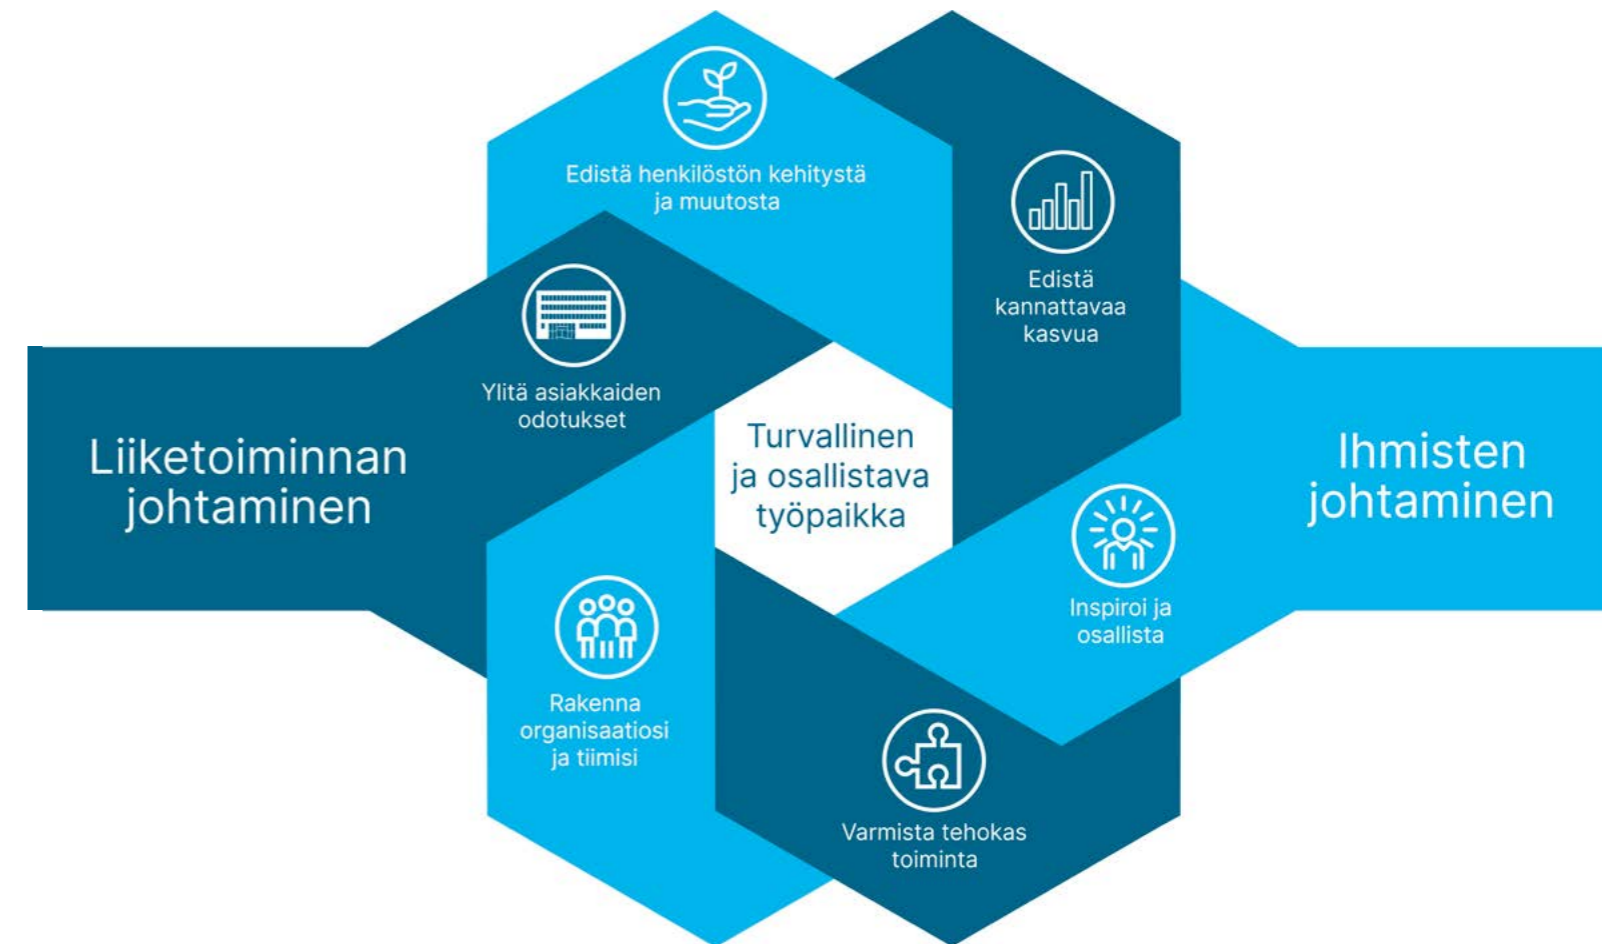 Edistä henkilöstön kehitystä
ja muutosta
Edistä
kannattavaa
kasvua
Ylitä asiakkaiden
odotukset
Liiketoiminnan
johtaminen
Turvallinen
ja osallistava
työpaikka
Ihmisten
johtaminen
Inspiroi ja
osallista
Rakenna
organisaatiosi
ja tiimisi
Varmista tehokas
toiminta